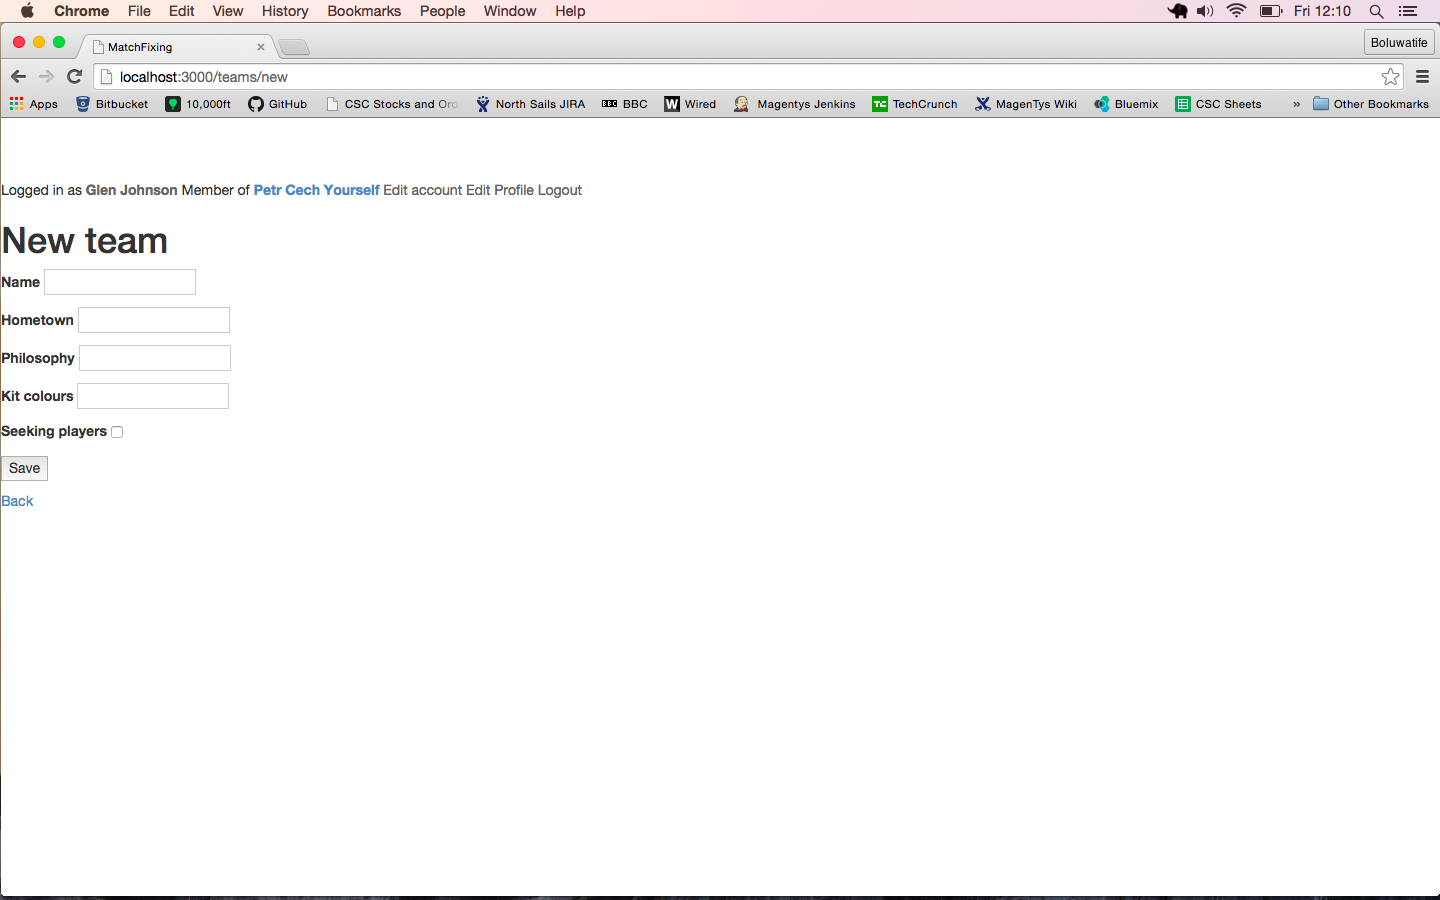 Chrome File Edit View History Bookmarks People Window Help Fri 12:10
MatchFixing Boluwatife
localhost:3000/teams/new
Apps Bitbucket 10,000ft GitHub CSC Stocks and Ord North Sails JIRA BBC BBC W Wired Magentys Jenkins TC TechCrunch MagenTys Wiki Bluemix CSC Sheets » Other Bookmarks
Logged in as Glen Johnson Member of Petr Cech Yourself Edit account Edit Profile Logout
New team
Name
Hometown
Philosophy
Kit colours
Seeking players
Save
Back